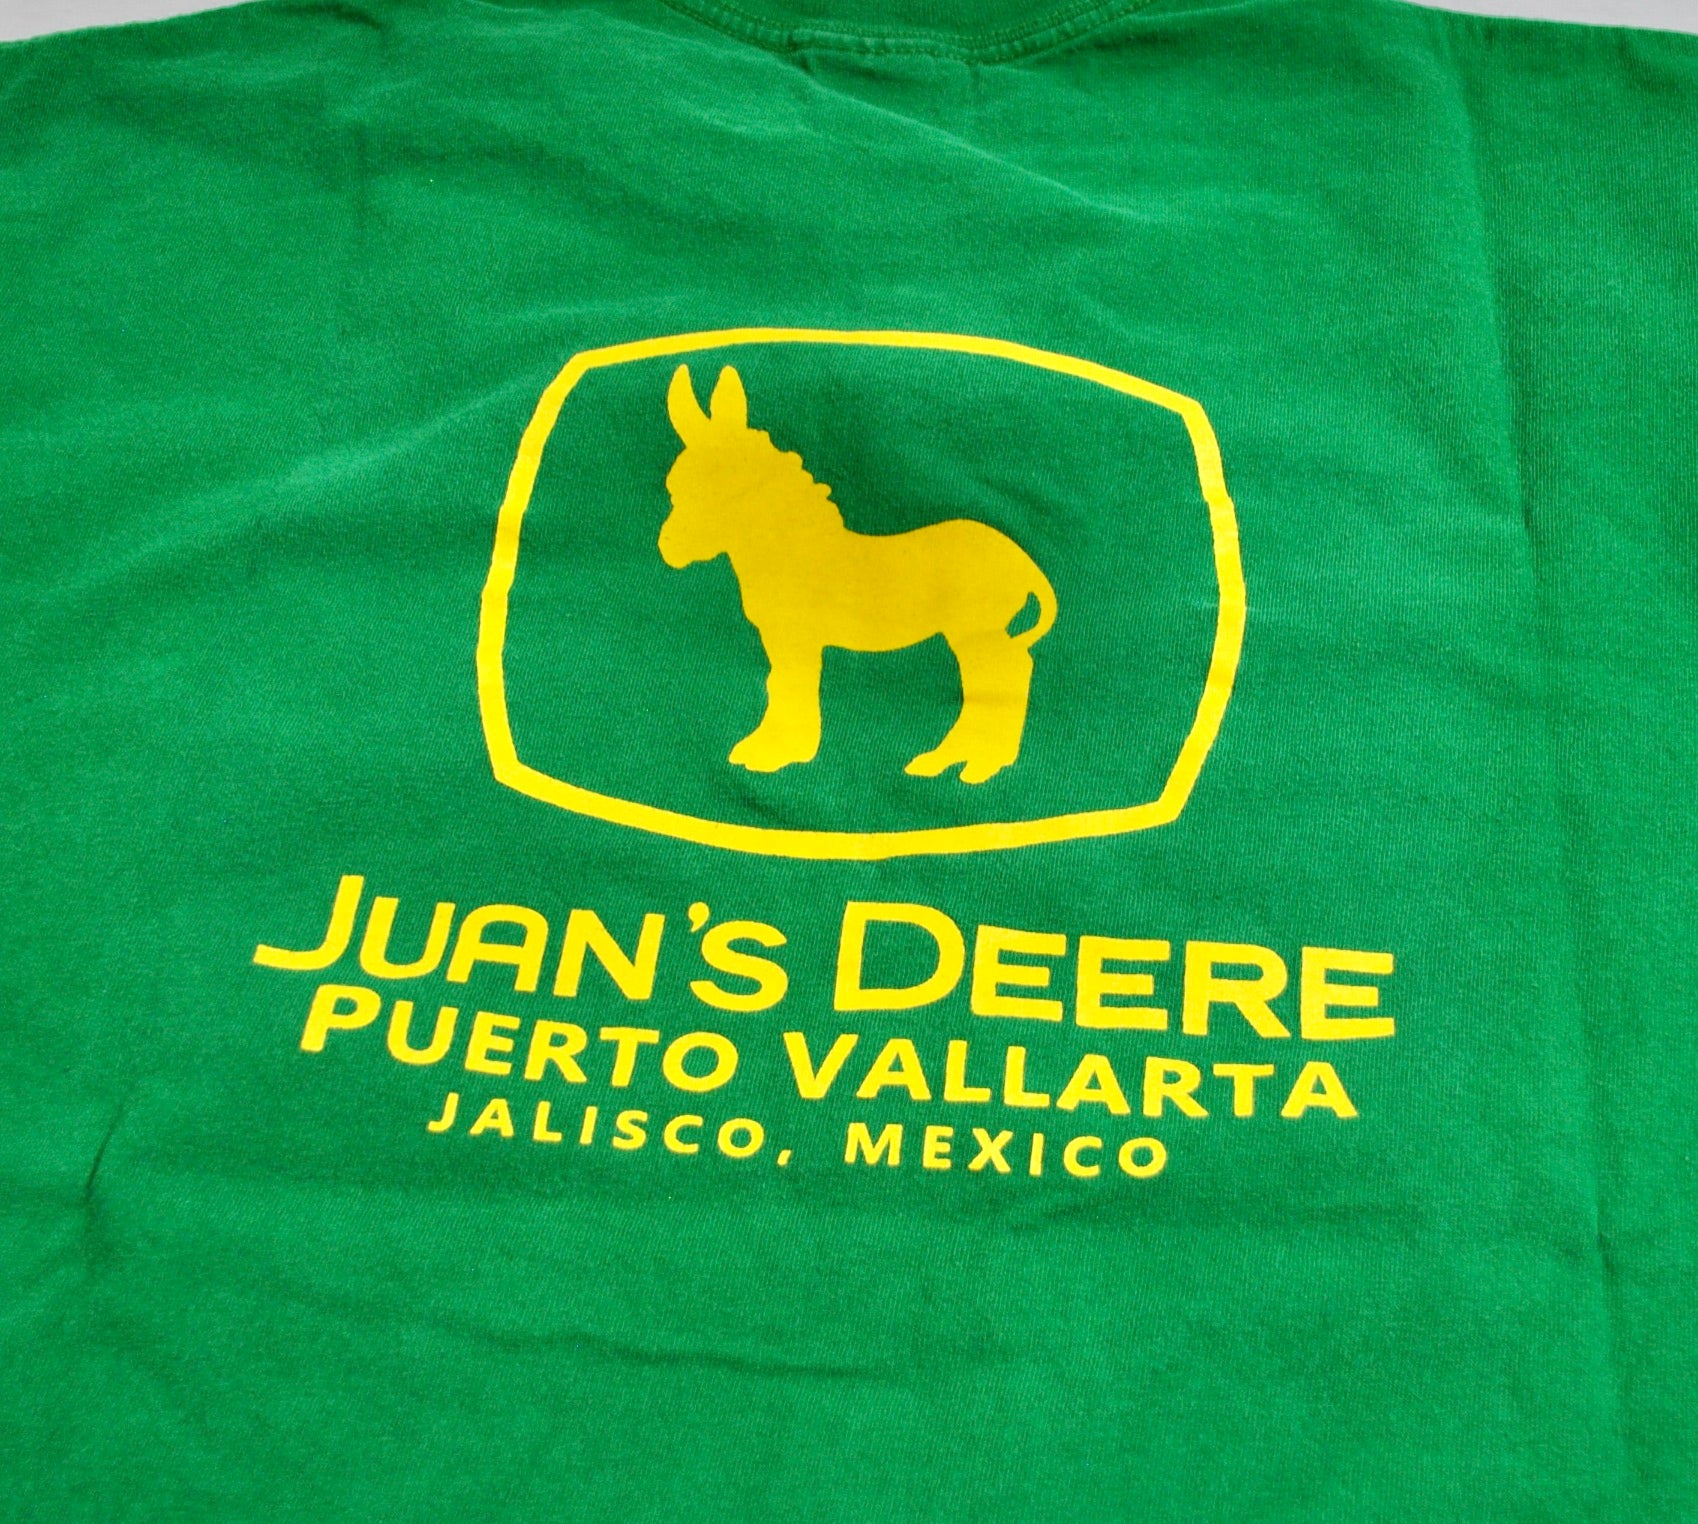 JUAN'S DEERE
PUERTO VALLARTA
JALISCO, MEXICO